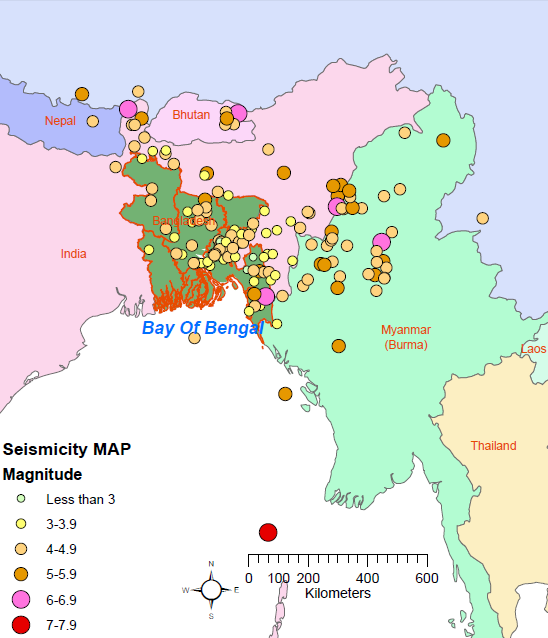 Nepal
Bhutan
Bangladesh
India
Bay Of Bengal
Myanmar
(Burma)
Laos
Thailand
Seismicity MAP
Magnitude
Less than 3
3-3.9
4-4.9
5-5.9
6-6.9
7-7.9
N
W E
S
0 100 200 400 600
Kilometers